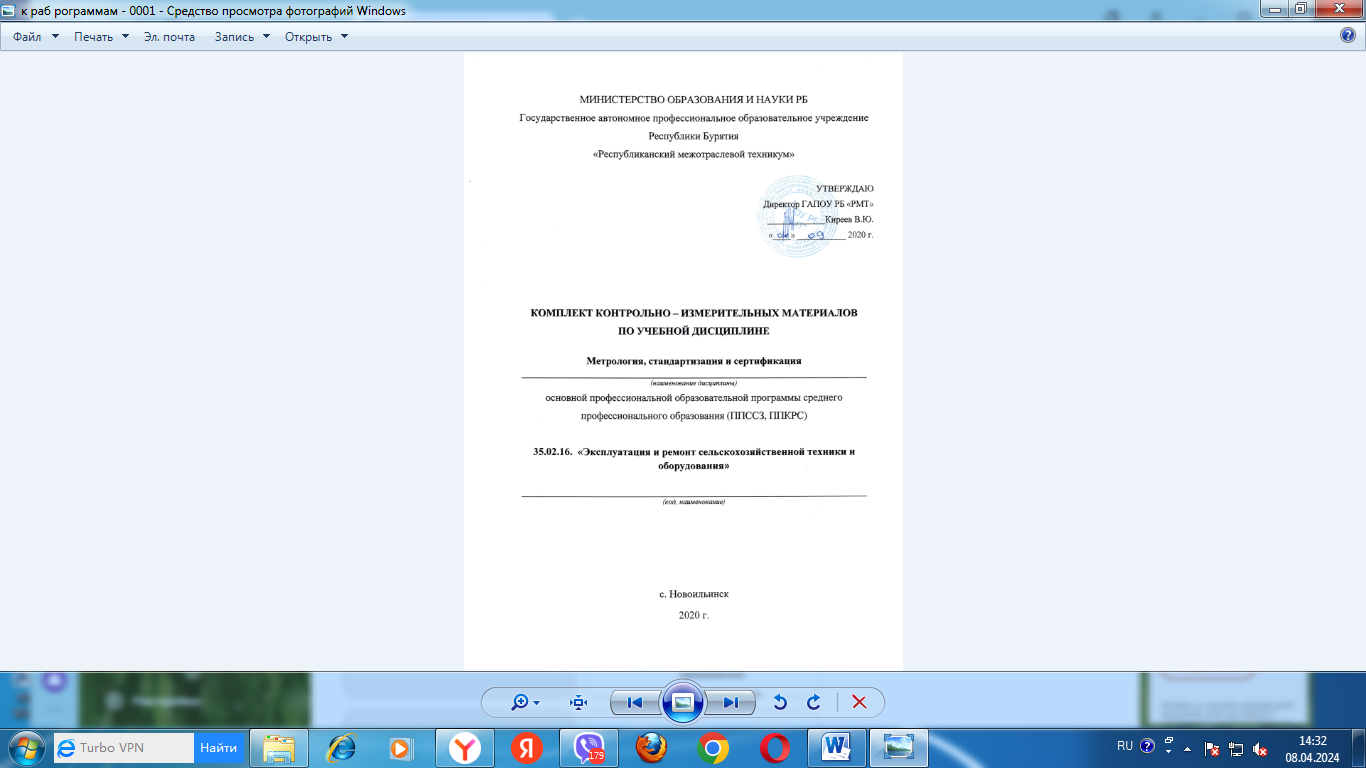 к раб рограммам - 0001 - Средство просмотра фотографий Windows
Файл Печать Эл. почта Запись Открыть
МИНИСТЕРСТВО ОБРАЗОВАНИЯ И НАУКИ РБ
Государственное автономное профессиональное образовательное учреждение
Республики Бурятия
«Республиканский межотраслевой техникум»
УТВЕРЖДАЮ
Директор ГАПОУ РБ «РМТ»
____________Киреев В.Ю.
09 2020 г.
КОМПЛЕКТ КОНТРОЛЬНО – ИЗМЕРИТЕЛЬНЫХ МАТЕРИАЛОВ
ПО УЧЕБНОЙ ДИСЦИПЛИНЕ
Метрология, стандартизация и сертификация
(наименование дисциплины)
основной профессиональной образовательной программы среднего
профессионального образования (ППССЗ, ППКРС)
35.02.16. «Эксплуатация и ремонт сельскохозяйственной техники и
оборудования»
(код, наименование)
с. Новоильинск
2020 г.
Turbo VPN Найти
179
RU
14:32
08.04.2024